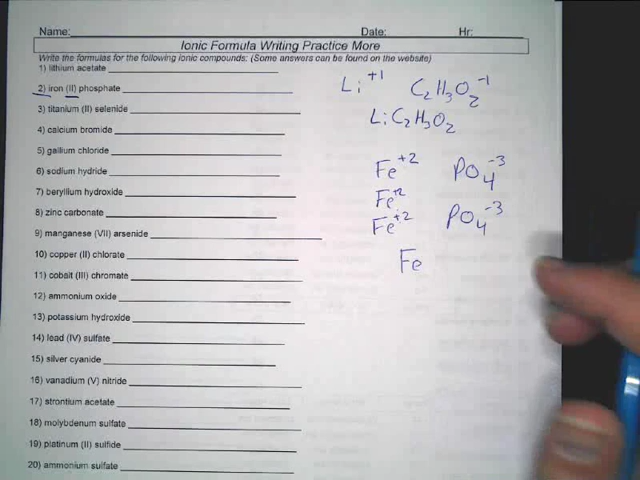 Name: Date: Hr:
Ionic Formula Writing Practice More
Write the formulas for the following ionic compounds: (Some answers can be found on the website)
1) lithium acetate
2) iron (II) phosphate
3) titanium (II) selenide
4) calcium bromide
5) gallium chloride
6) sodium hydride
7) beryllium hydroxide
8) zinc carbonate
9) manganese (VII) arsenide
10) copper (II) chlorate
11) cobalt (III) chromate
12) ammonium oxide
13) potassium hydroxide
14) lead (IV) sulfate
15) silver cyanide
16) vanadium (V) nitride
17) strontium acetate
18) molybdenum sulfate
19) platinum (II) sulfide
20) ammonium sulfate
Li+1 C2H3O2-1
LiC2H3O2
Fe+2 PO4-3
Fe+2
Fe+2 PO4-3
Fe